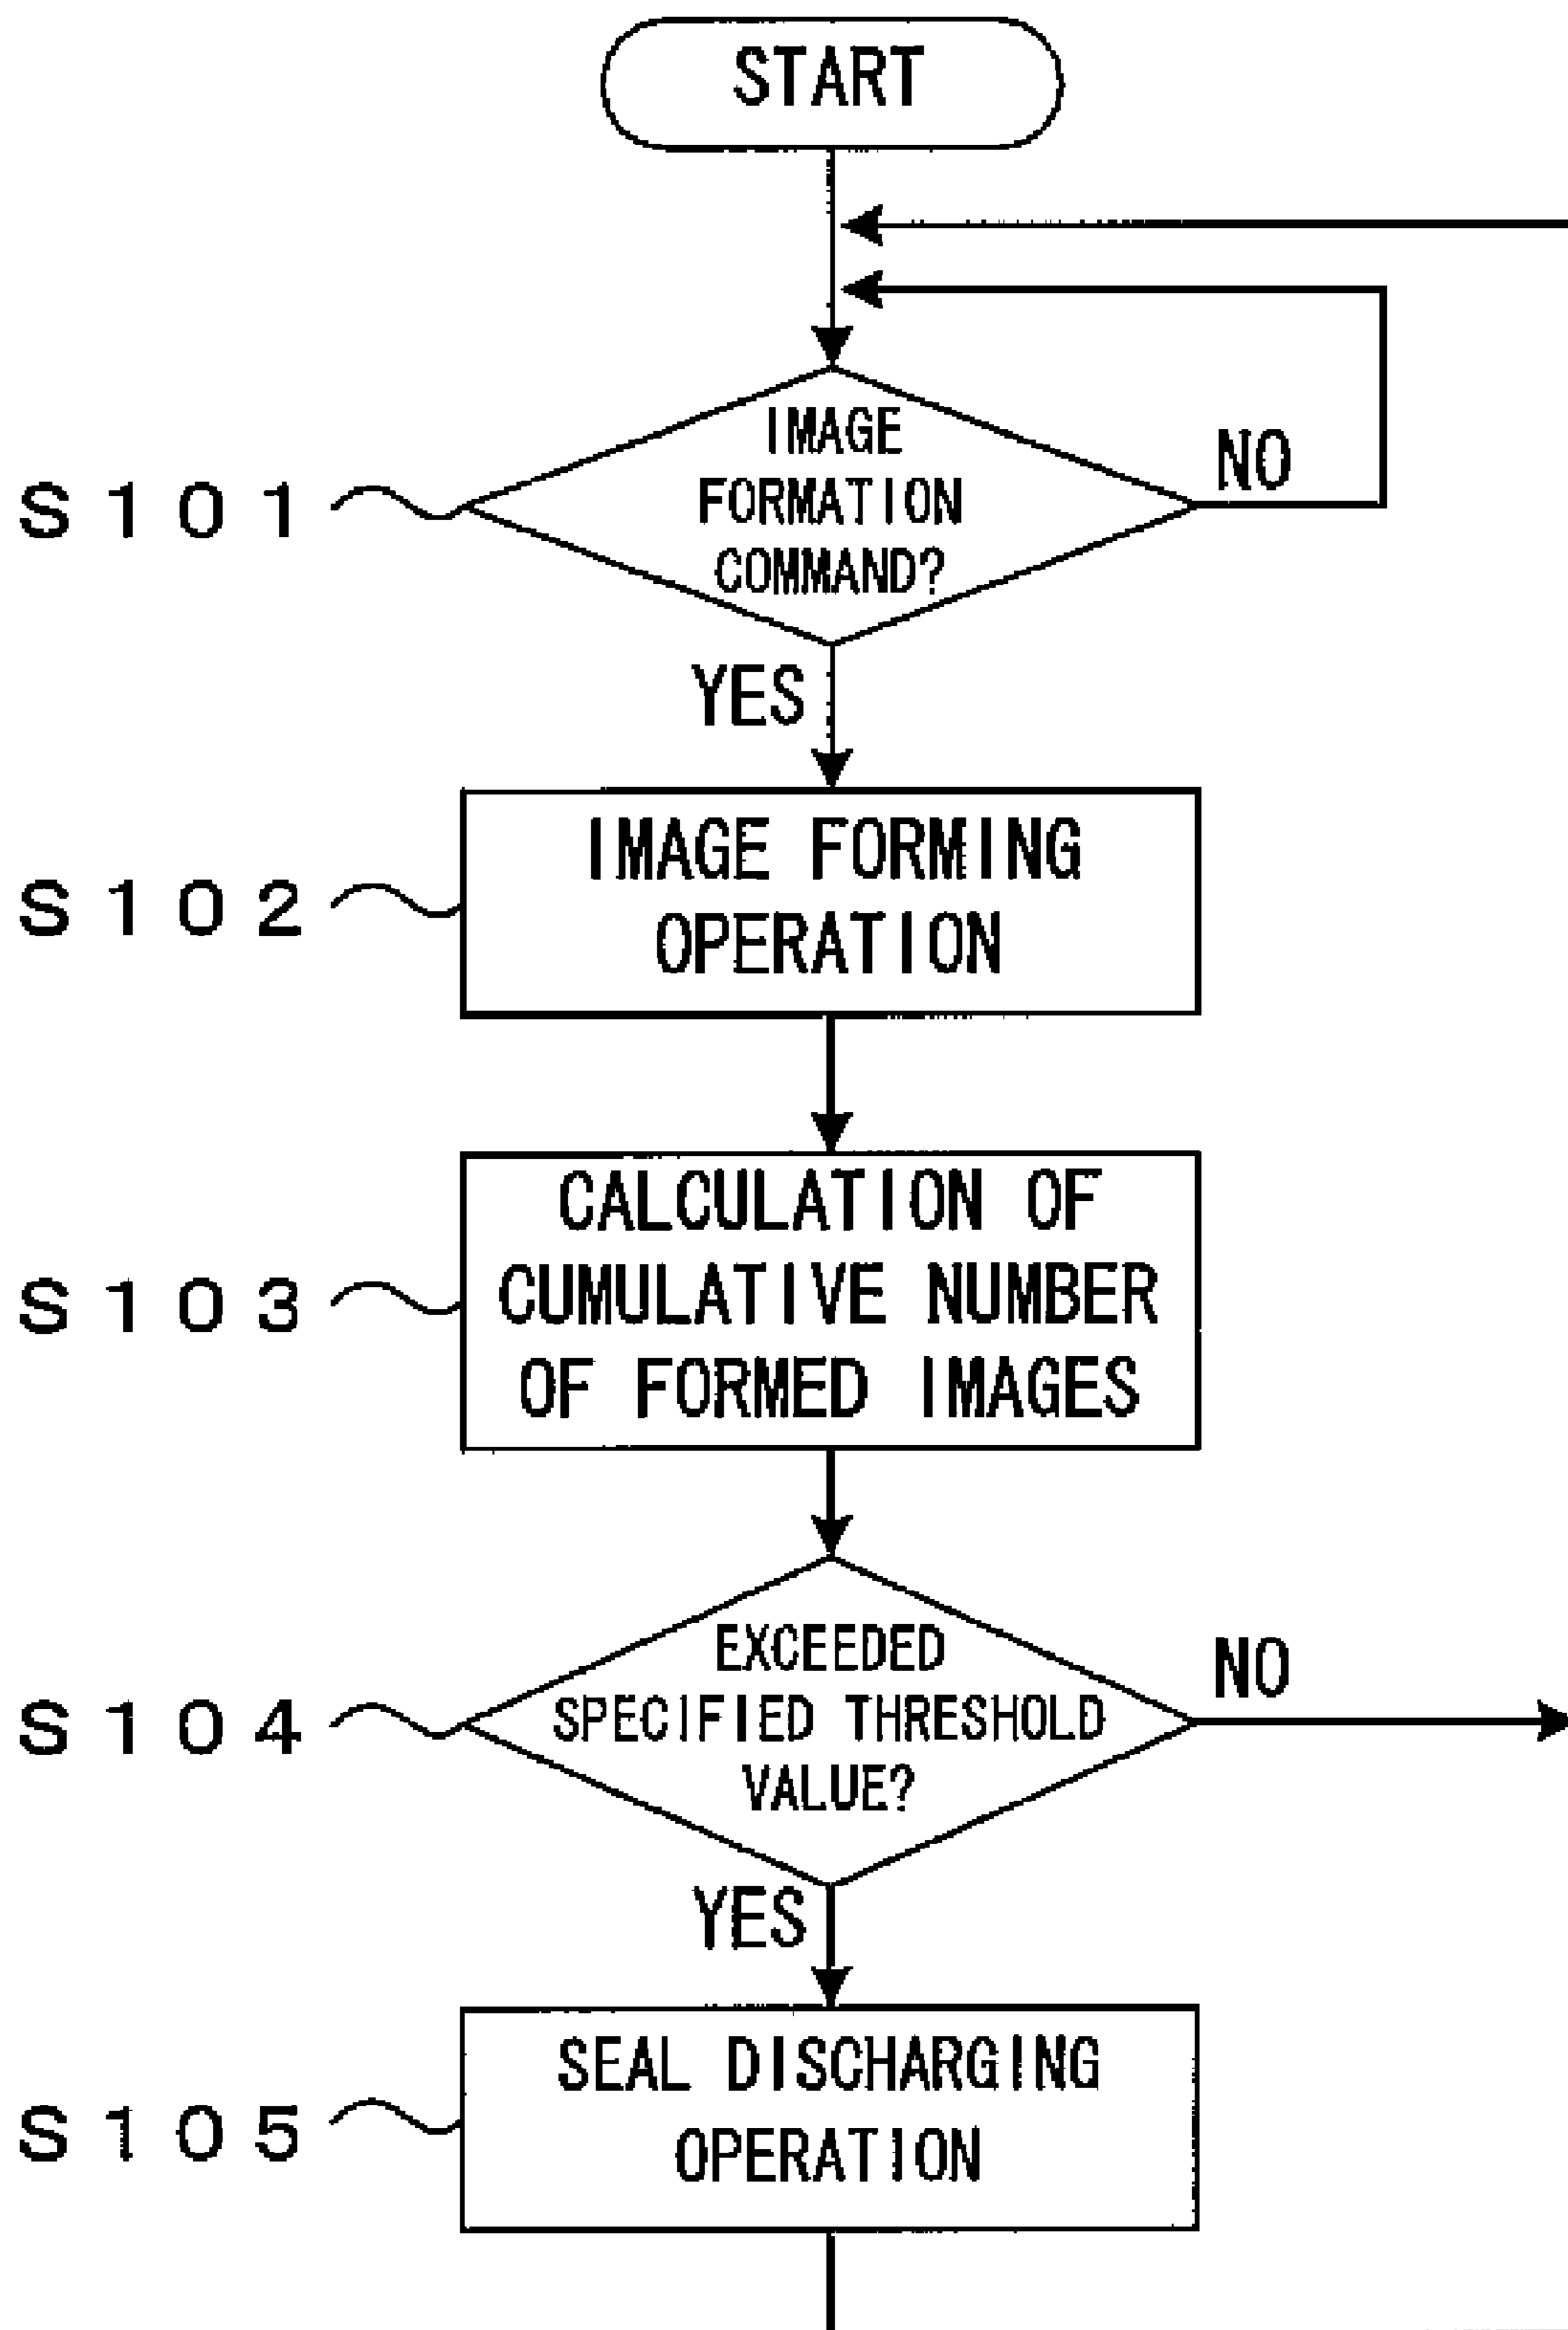 START
IMAGE
FORMATION
COMMAND?
NO
S101
YES
IMAGE FORMING
OPERATION
S102
CALCULATION OF
CUMULATIVE NUMBER
OF FORMED IMAGES
S103
EXCEEDED
SPECIFIED THRESHOLD
VALUE?
NO
S104
YES
SEAL DISCHARGING
OPERATION
S105